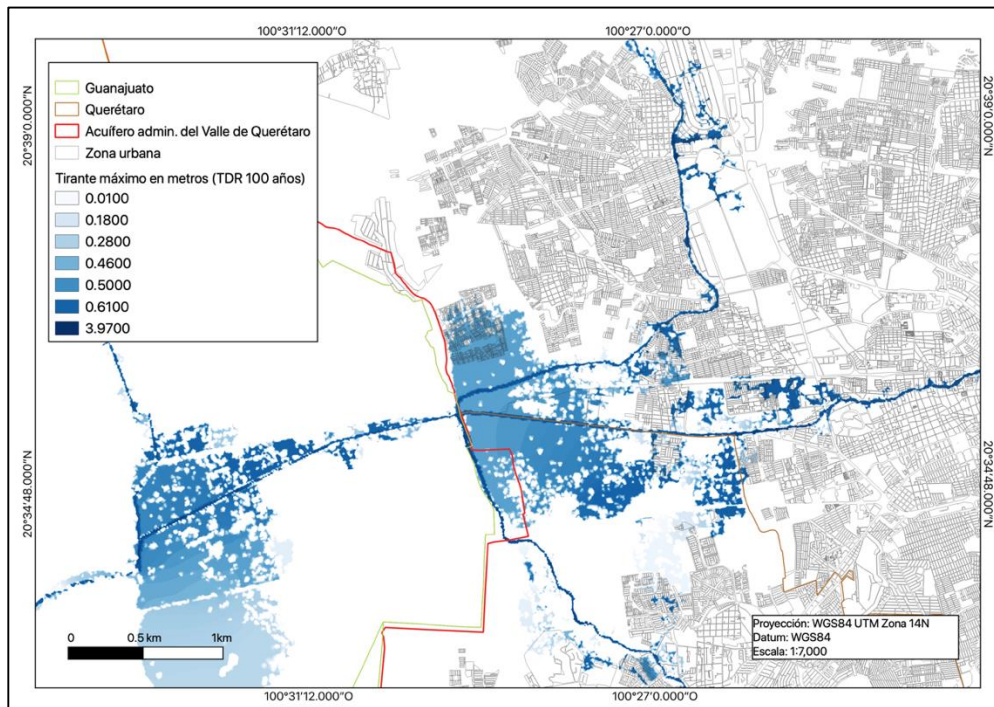 100°31'12.000"O
100°27'0.000"O
20°39'0.000"N
20°39'0.000"N
Guanajuato
Querétaro
Acuífero admin. del Valle de Querétaro
Zona urbana
Tirante máximo en metros (TDR 100 años)
0.0100
0.1800
0.2800
0.4600
0.5000
0.6100
3.9700
20°34'48.000"N
20°34'48.000"N
0 0.5 km 1km
Proyección: WGS84 UTM Zona 14N
Datum: WGS84
Escala: 1:7,000
100°31'12.000"O
100°27'0.000"O